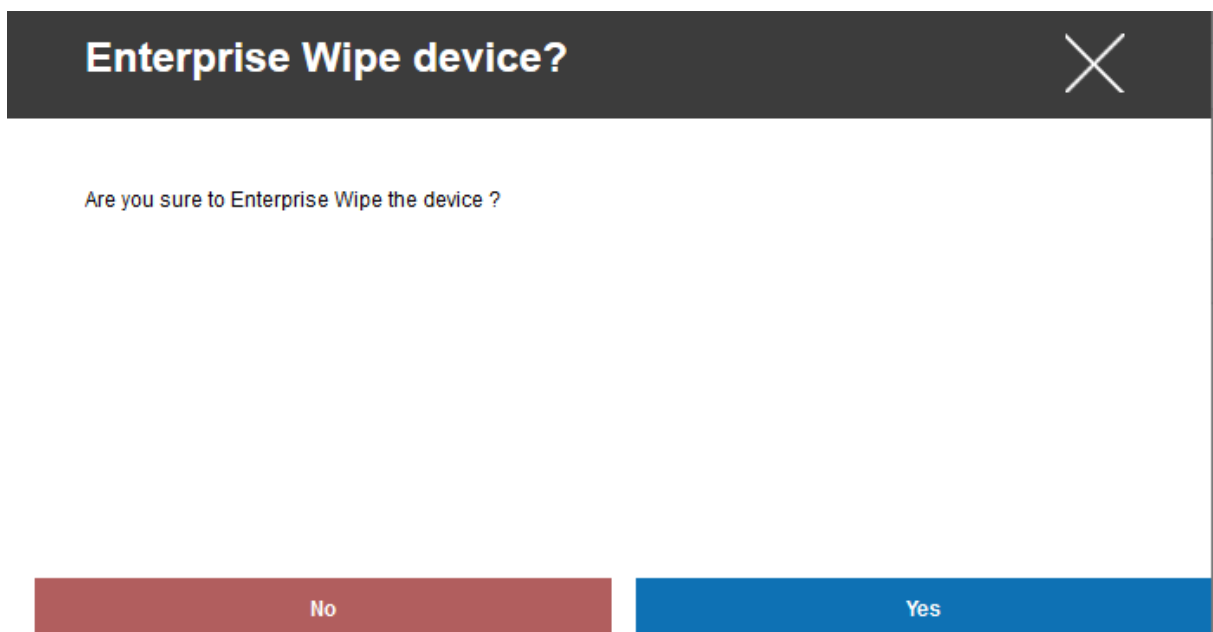 Enterprise Wipe device?
Are you sure to Enterprise Wipe the device ?
No
Yes